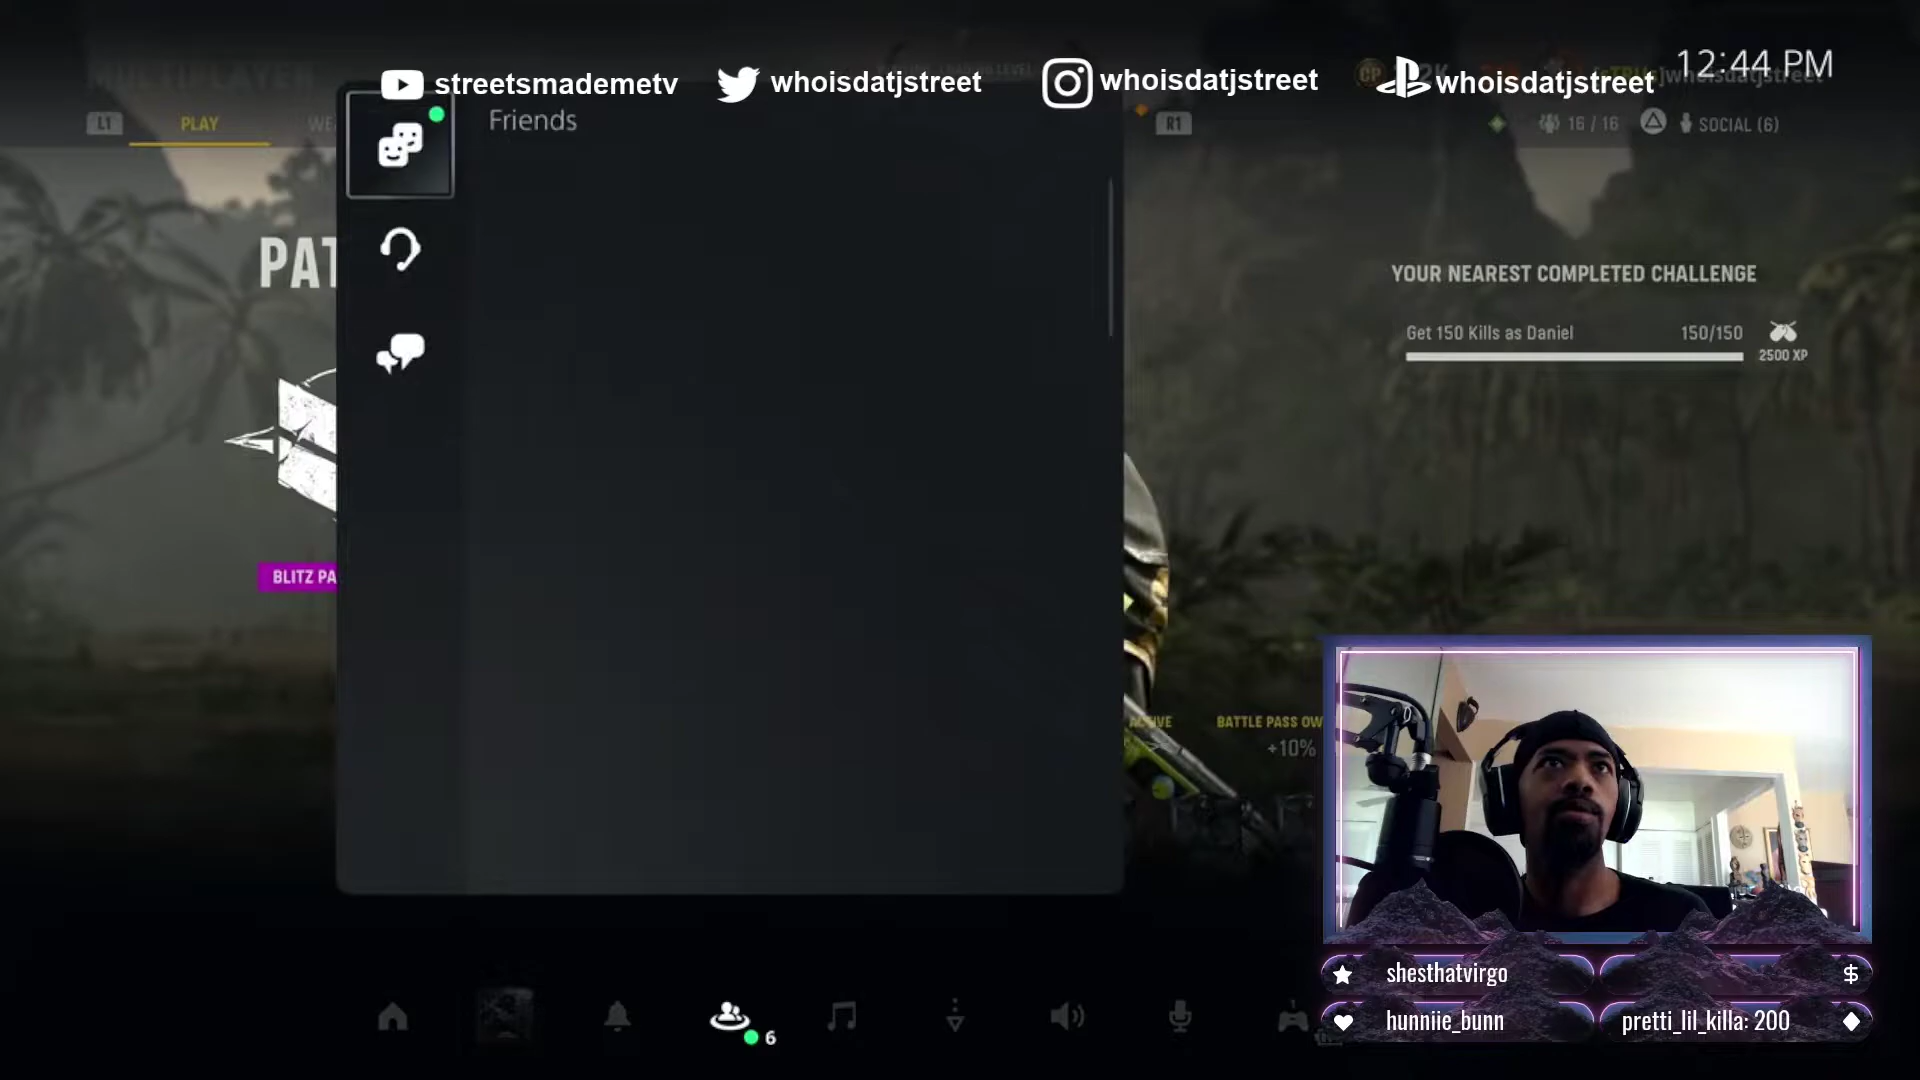 streetsmademetv
whoisdatjstreet
whoisdatjstreet
whoisdatjstreet
12:44 PM
MULTIPLAYER
L1
PLAY
WE
Friends
R1
16 / 16
SOCIAL (6)
PAT
BLITZ PA
YOUR NEAREST COMPLETED CHALLENGE
Get 150 Kills as Daniel
150/150
2500 XP
BATTLE PASS OW
+10%
6
shesthatvirgo
$
hunniie_bunn
pretti_lil_killa: 200